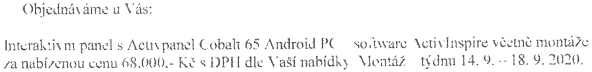 Objednáváme u Vás:
Interaktivní panel s Activpanel Cobalt 65 Android PC software ActivInspire včetně montáže
za nabízenou cenu 68.000,- Kč s DPH dle Vaší nabídky Montáž týdnu 14. 9. – 18. 9. 2020.